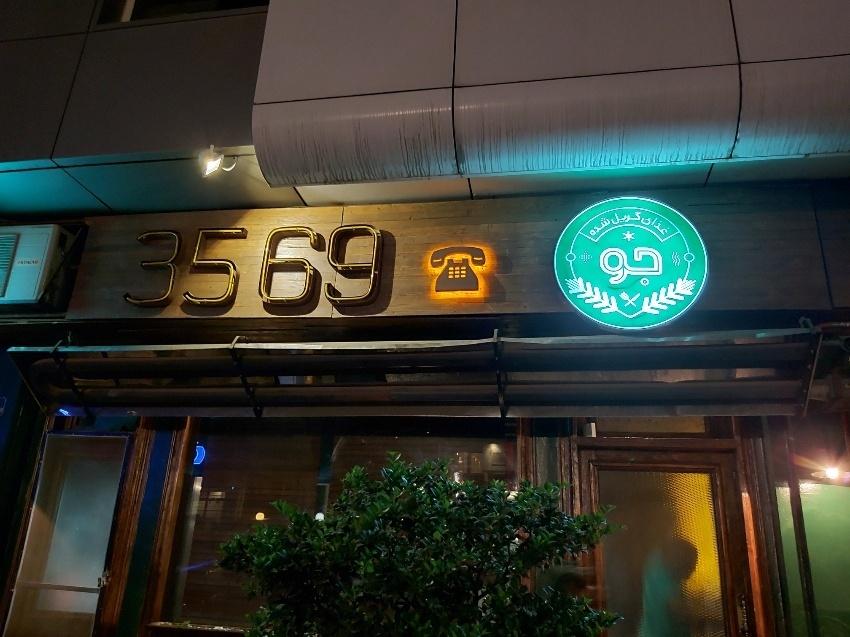 3569
غذای گریل شده
جو